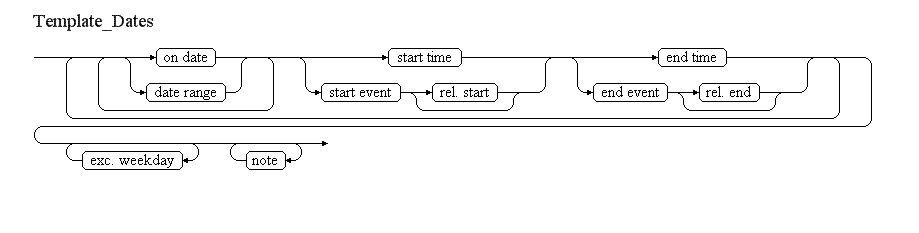 Template_Dates
on date start time end time
date range start event rel. start end event rel. end
exc. weekday note